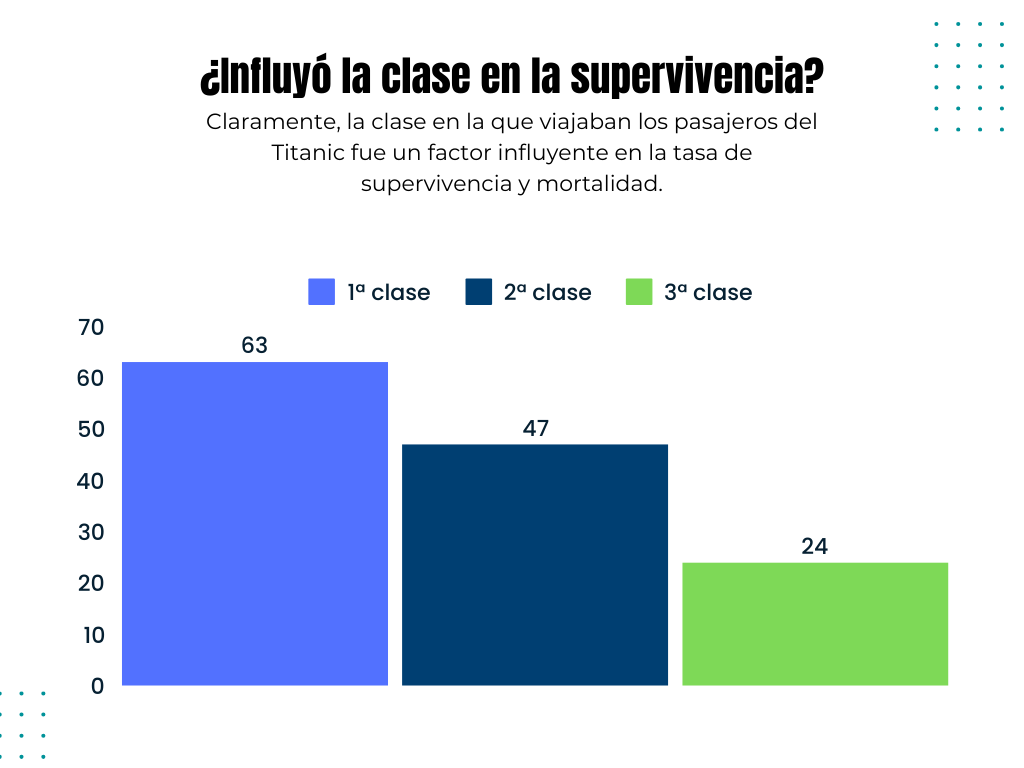 ¿Influyó la clase en la supervivencia?
Claramente, la clase en la que viajaban los pasajeros del
Titanic fue un factor influyente en la tasa de
supervivencia y mortalidad.
1ª clase 2ª clase 3ª clase
70
63
60
50
47
40
30
24
20
10
0